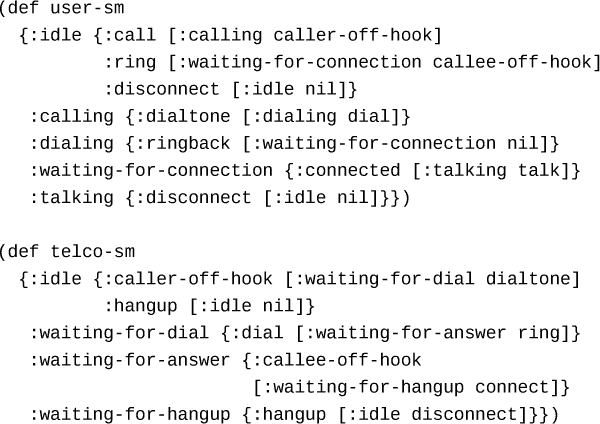 (def user-sm
  {:idle {:call [:calling caller-off-hook]
          :ring [:waiting-for-connection callee-off-hook]
          :disconnect [:idle nil]}
   :calling {:dialtone [:dialing dial]}
   :dialing {:ringback [:waiting-for-connection nil]}
   :waiting-for-connection {:connected [:talking talk]}
   :talking {:disconnect [:idle nil]}})

(def telco-sm
  {:idle {:caller-off-hook [:waiting-for-dial dialtone]
          :hangup [:idle nil]}
   :waiting-for-dial {:dial [:waiting-for-answer ring]}
   :waiting-for-answer {:callee-off-hook
                        [:waiting-for-hangup connect]}
   :waiting-for-hangup {:hangup [:idle disconnect]}})